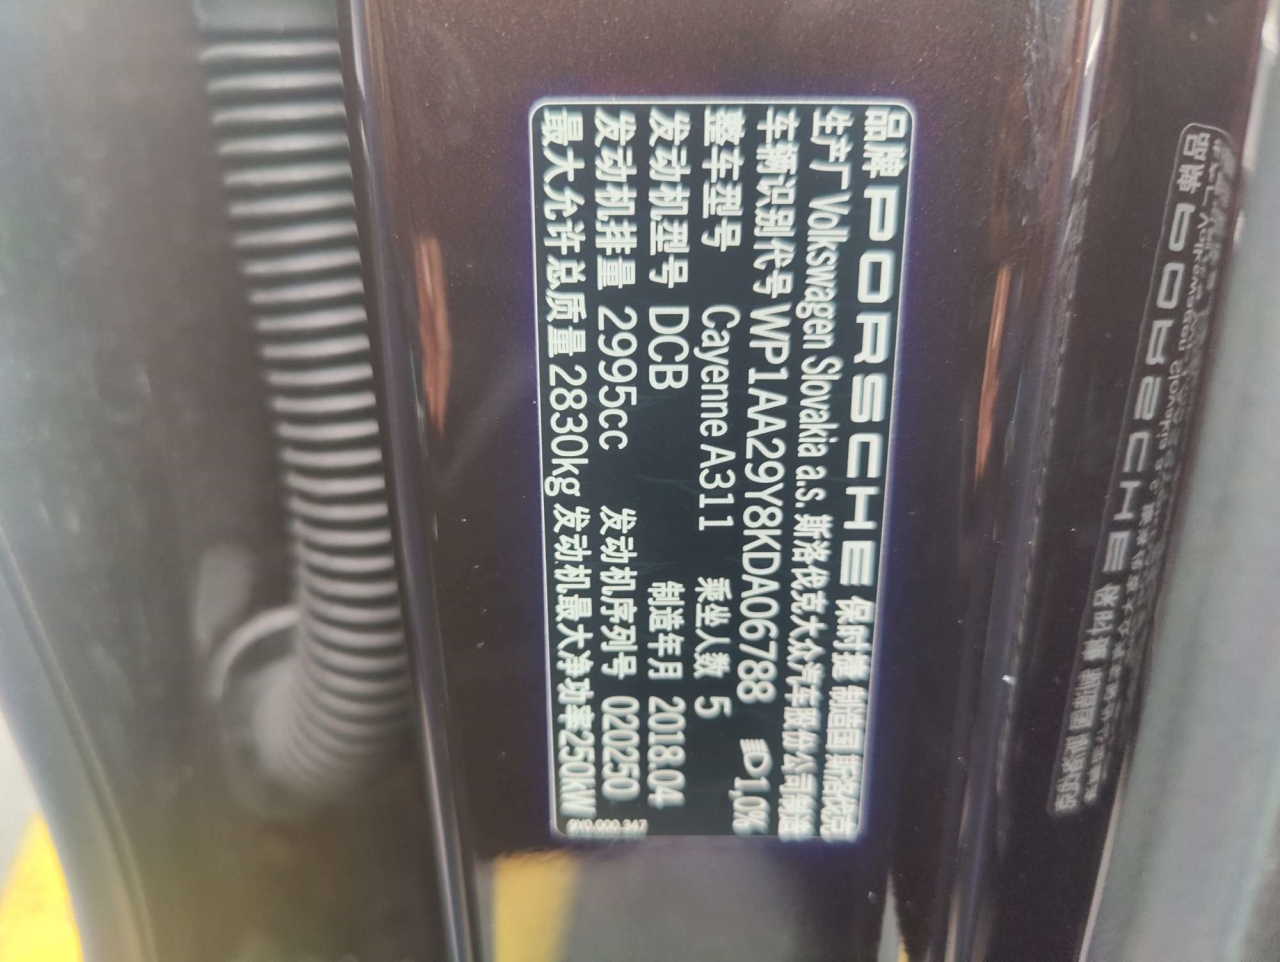 品牌 PORSCHE 保时捷 制造国 斯洛伐克
生产厂 Volkswagen Slovakia a.s. 斯洛伐克大众汽车股份公司制造
车辆识别代号 WP1AA29Y8KDA06788 1,0%
整车型号 Cayenne A311 乘坐人数 5
发动机型号 DCB 制造年月 2018.04
发动机排量 2995cc 发动机序列号 020250
最大允许总质量 2830kg 发动机最大净功率250kW
9Y0.000.347